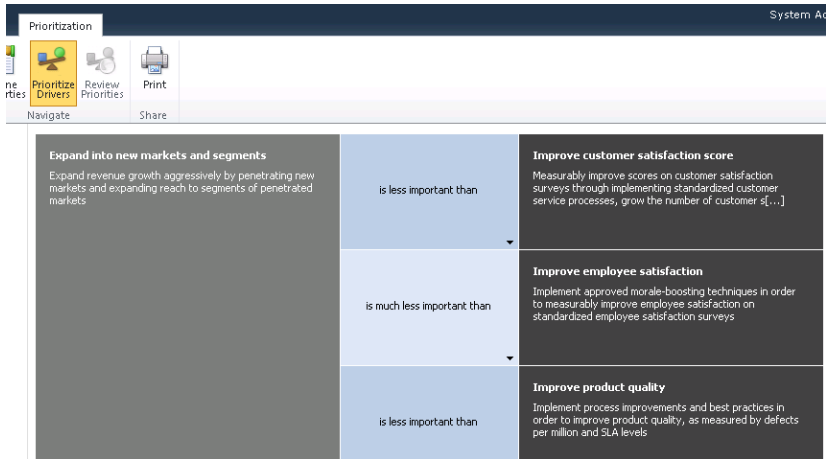 System Ad
Prioritization
ne
rties
Prioritize
Drivers
Review
Priorities
Print
Navigate
Share
Expand into new markets and segments
Expand revenue growth aggressively by penetrating new
markets and expanding reach to segments of penetrated
markets
is less important than
Improve customer satisfaction score
Measurably improve scores on customer satisfaction
surveys through implementing standardized customer
service processes, grow the number of customer s[...]
is much less important than
Improve employee satisfaction
Implement approved morale-boosting techniques in order
to measurably improve employee satisfaction on
standardized employee satisfaction surveys
is less important than
Improve product quality
Implement process improvements and best practices in
order to improve product quality, as measured by defects
per million and SLA levels